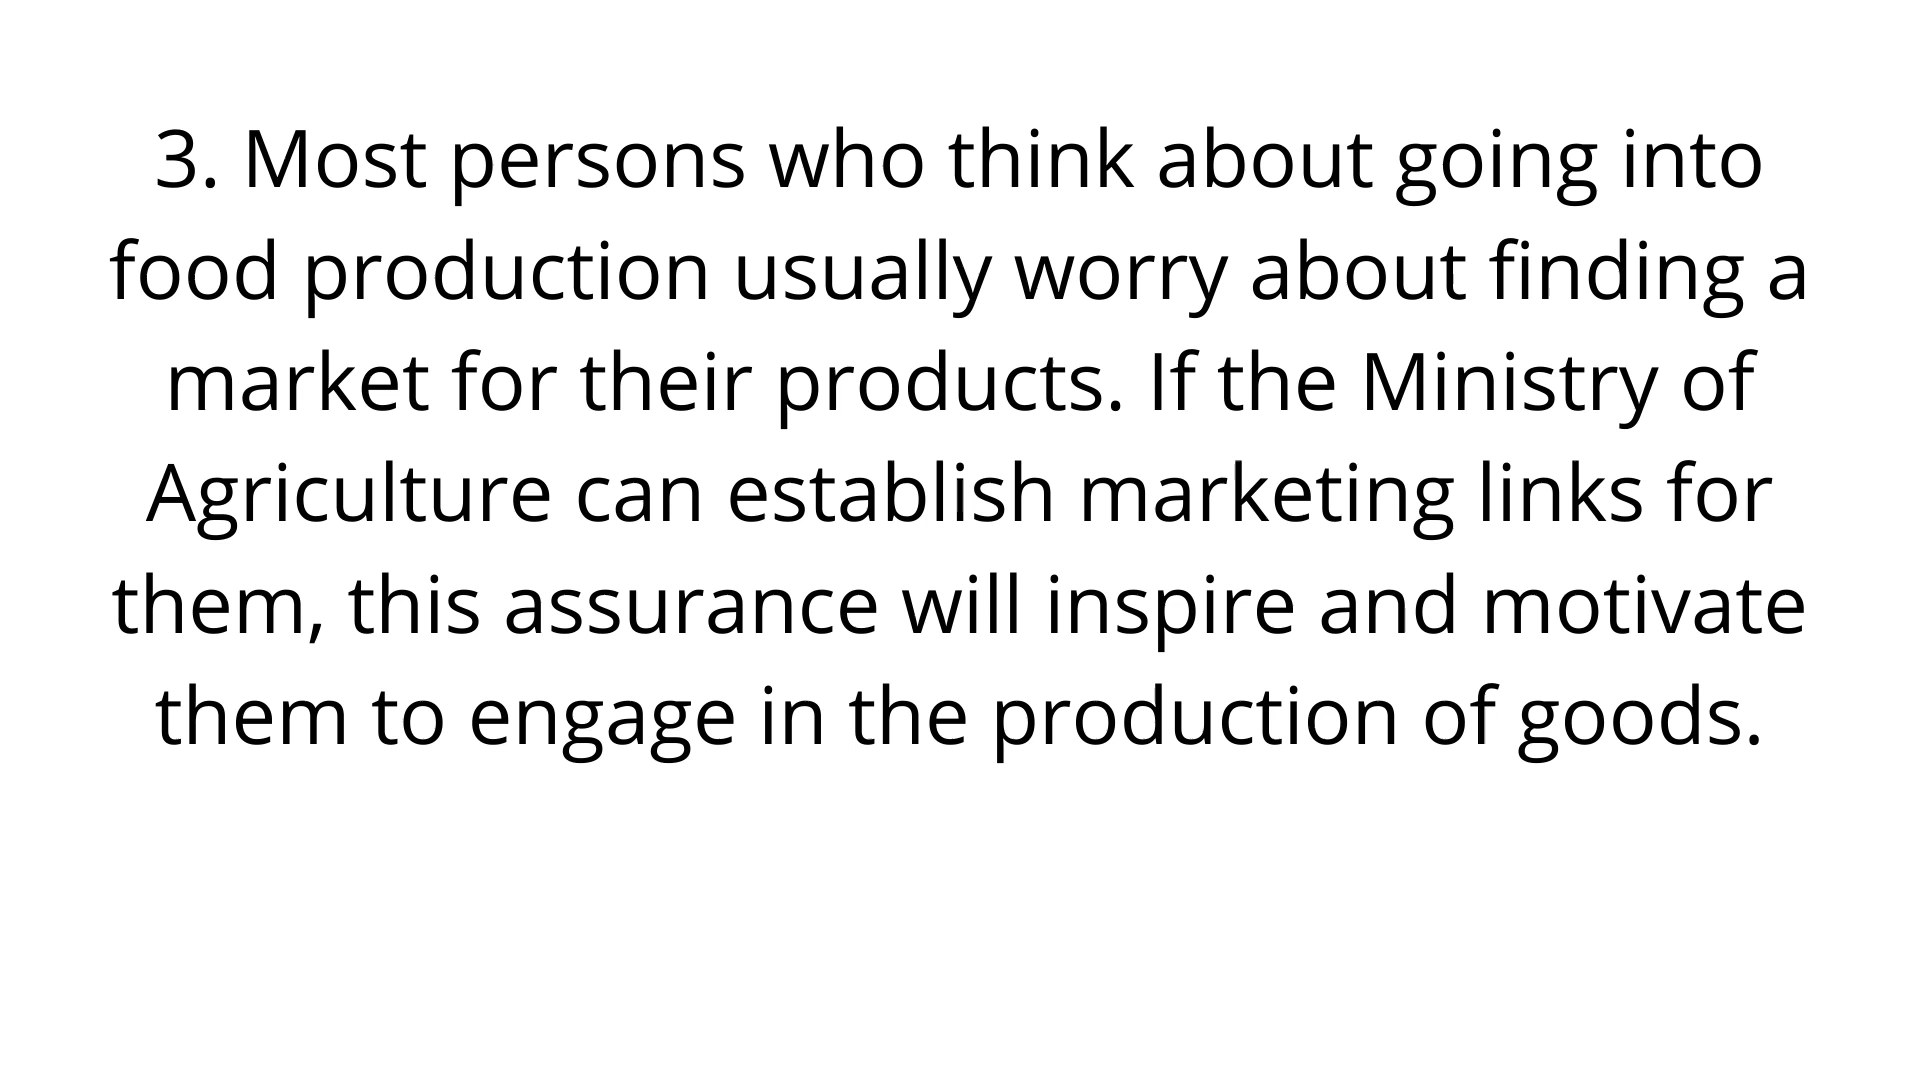 3. Most persons who think about going into
food production usually worry about finding a
market for their products. If the Ministry of
Agriculture can establish marketing links for
them, this assurance will inspire and motivate
them to engage in the production of goods.